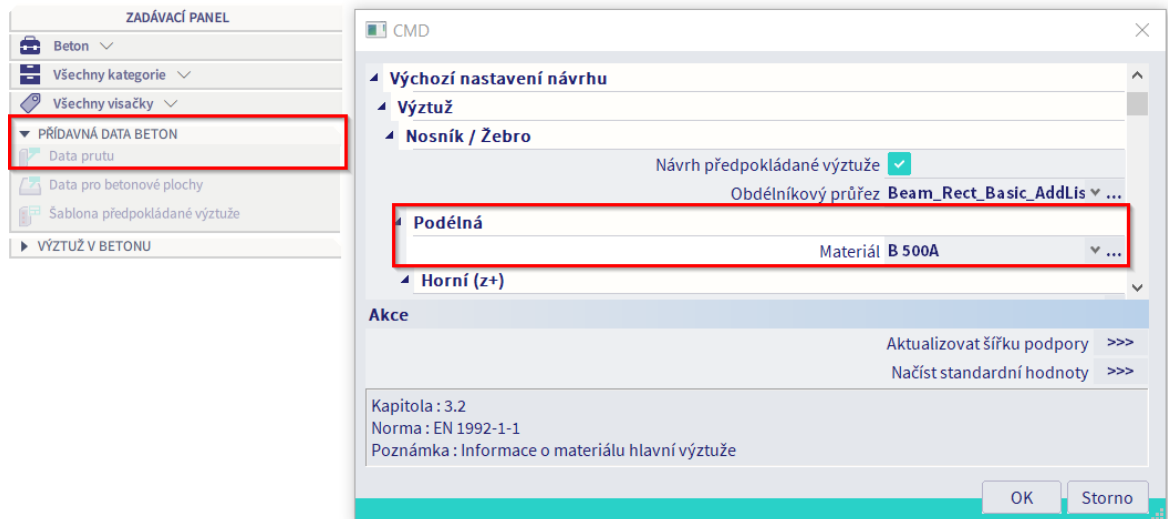 ZADÁVACÍ PANEL
Beton
Všechny kategorie
Všechny visačky
PŘÍDAVNÁ DATA BETON
Data prutu
Data pro betonové plochy
Šablona předpokládané výztuže
VÝZTUŽ V BETONU
CMD
Výchozí nastavení návrhu
Výztuž
Nosník / Žebro
Návrh předpokládané výztuže
Obdélníkový průřez Beam_Rect_Basic_AddLis ...
Podélná
Materiál B 500A ...
Horní (z+)
Akce
Aktualizovat šířku podpory >>>
Načíst standardní hodnoty >>>
Kapitola : 3.2
Norma : EN 1992-1-1
Poznámka : Informace o materiálu hlavní výztuže
OK Storno